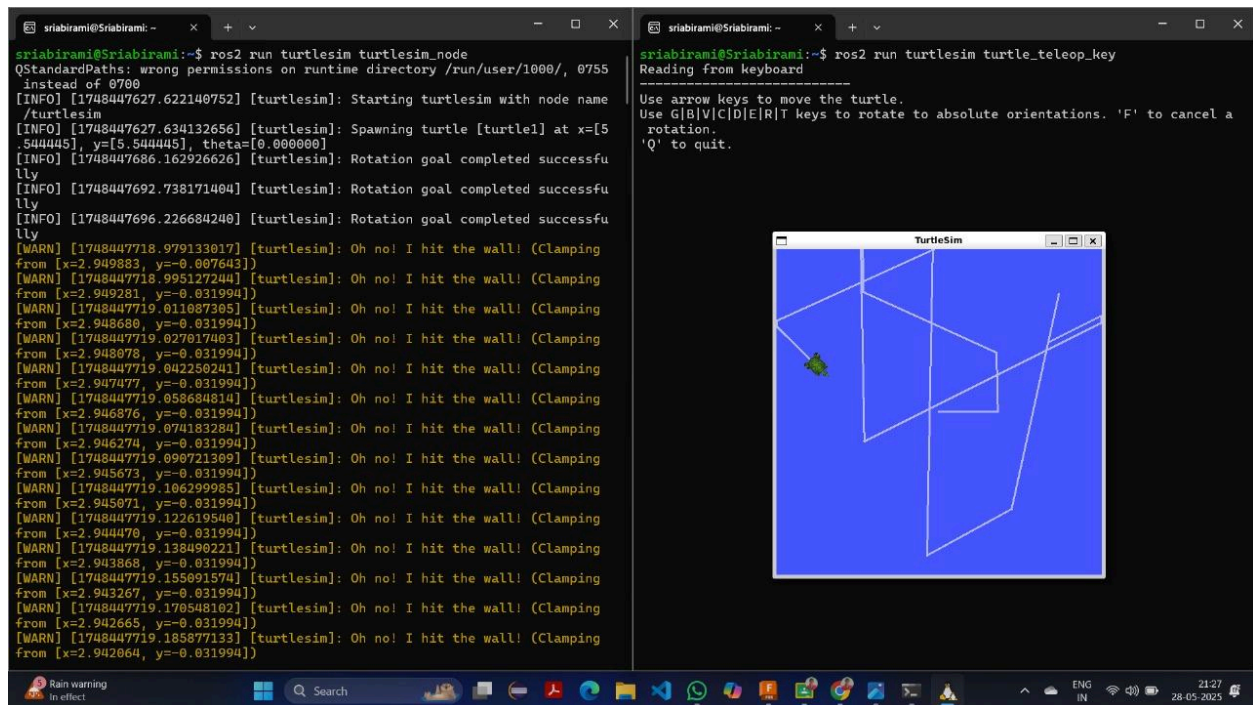 sriabirami@Sriabirami: ~
sriabirami@Sriabirami:~$ ros2 run turtlesim turtlesim_node
QStandardPaths: wrong permissions on runtime directory /run/user/1000/, 0755
instead of 0700
[INFO] [1748447627.622140752] [turtlesim]: Starting turtlesim with node name
/turtlesim
[INFO] [1748447627.634132656] [turtlesim]: Spawning turtle [turtle1] at x=[5
.544445], y=[5.544445], theta=[0.000000]
[INFO] [1748447686.162926626] [turtlesim]: Rotation goal completed successfu
lly
[INFO] [1748447692.738171404] [turtlesim]: Rotation goal completed successfu
lly
[INFO] [1748447696.226684240] [turtlesim]: Rotation goal completed successfu
lly
[WARN] [1748447718.979133017] [turtlesim]: Oh no! I hit the wall! (Clamping
from [x=2.949883, y=-0.007643])
[WARN] [1748447718.995127244] [turtlesim]: Oh no! I hit the wall! (Clamping
from [x=2.949281, y=-0.031994])
[WARN] [1748447719.011087305] [turtlesim]: Oh no! I hit the wall! (Clamping
from [x=2.948680, y=-0.031994])
[WARN] [1748447719.027017403] [turtlesim]: Oh no! I hit the wall! (Clamping
from [x=2.948078, y=-0.031994])
[WARN] [1748447719.042250241] [turtlesim]: Oh no! I hit the wall! (Clamping
from [x=2.947477, y=-0.031994])
[WARN] [1748447719.058684814] [turtlesim]: Oh no! I hit the wall! (Clamping
from [x=2.946876, y=-0.031994])
[WARN] [1748447719.074183284] [turtlesim]: Oh no! I hit the wall! (Clamping
from [x=2.946274, y=-0.031994])
[WARN] [1748447719.090721309] [turtlesim]: Oh no! I hit the wall! (Clamping
from [x=2.945673, y=-0.031994])
[WARN] [1748447719.106299985] [turtlesim]: Oh no! I hit the wall! (Clamping
from [x=2.945071, y=-0.031994])
[WARN] [1748447719.122619540] [turtlesim]: Oh no! I hit the wall! (Clamping
from [x=2.944470, y=-0.031994])
[WARN] [1748447719.138490221] [turtlesim]: Oh no! I hit the wall! (Clamping
from [x=2.943868, y=-0.031994])
[WARN] [1748447719.155091574] [turtlesim]: Oh no! I hit the wall! (Clamping
from [x=2.943267, y=-0.031994])
[WARN] [1748447719.170548102] [turtlesim]: Oh no! I hit the wall! (Clamping
from [x=2.942665, y=-0.031994])
[WARN] [1748447719.185877133] [turtlesim]: Oh no! I hit the wall! (Clamping
from [x=2.942064, y=-0.031994])
sriabirami@Sriabirami: ~
sriabirami@Sriabirami:~$ ros2 run turtlesim turtle_teleop_key
Reading from keyboard
---------------------------
Use arrow keys to move the turtle.
Use G|B|V|C|D|E|R|T keys to rotate to absolute orientations. 'F' to cancel a
rotation.
'Q' to quit.
TurtleSim
5
Rain warning
In effect
Search
ENG
IN
21:27
28-05-2025